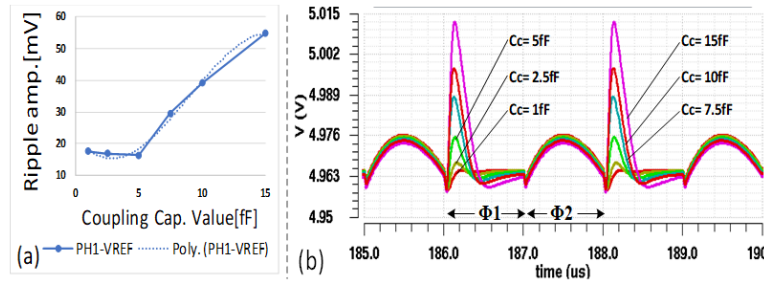 (a)
Ripple amp.[mV]
60
50
40
30
20
10
0
5
10
15
Coupling Cap. Value[fF]
PH1-VREF
Poly. (PH1-VREF)
(b)
V (V)
5.015
5.002
4.989
4.976
4.963
4.95
Cc= 5fF
Cc= 2.5fF
Cc= 1fF
Cc= 15fF
Cc= 10fF
Cc= 7.5fF
Φ1
Φ2
185.0
186.0
187.0
188.0
189.0
190
time (us)